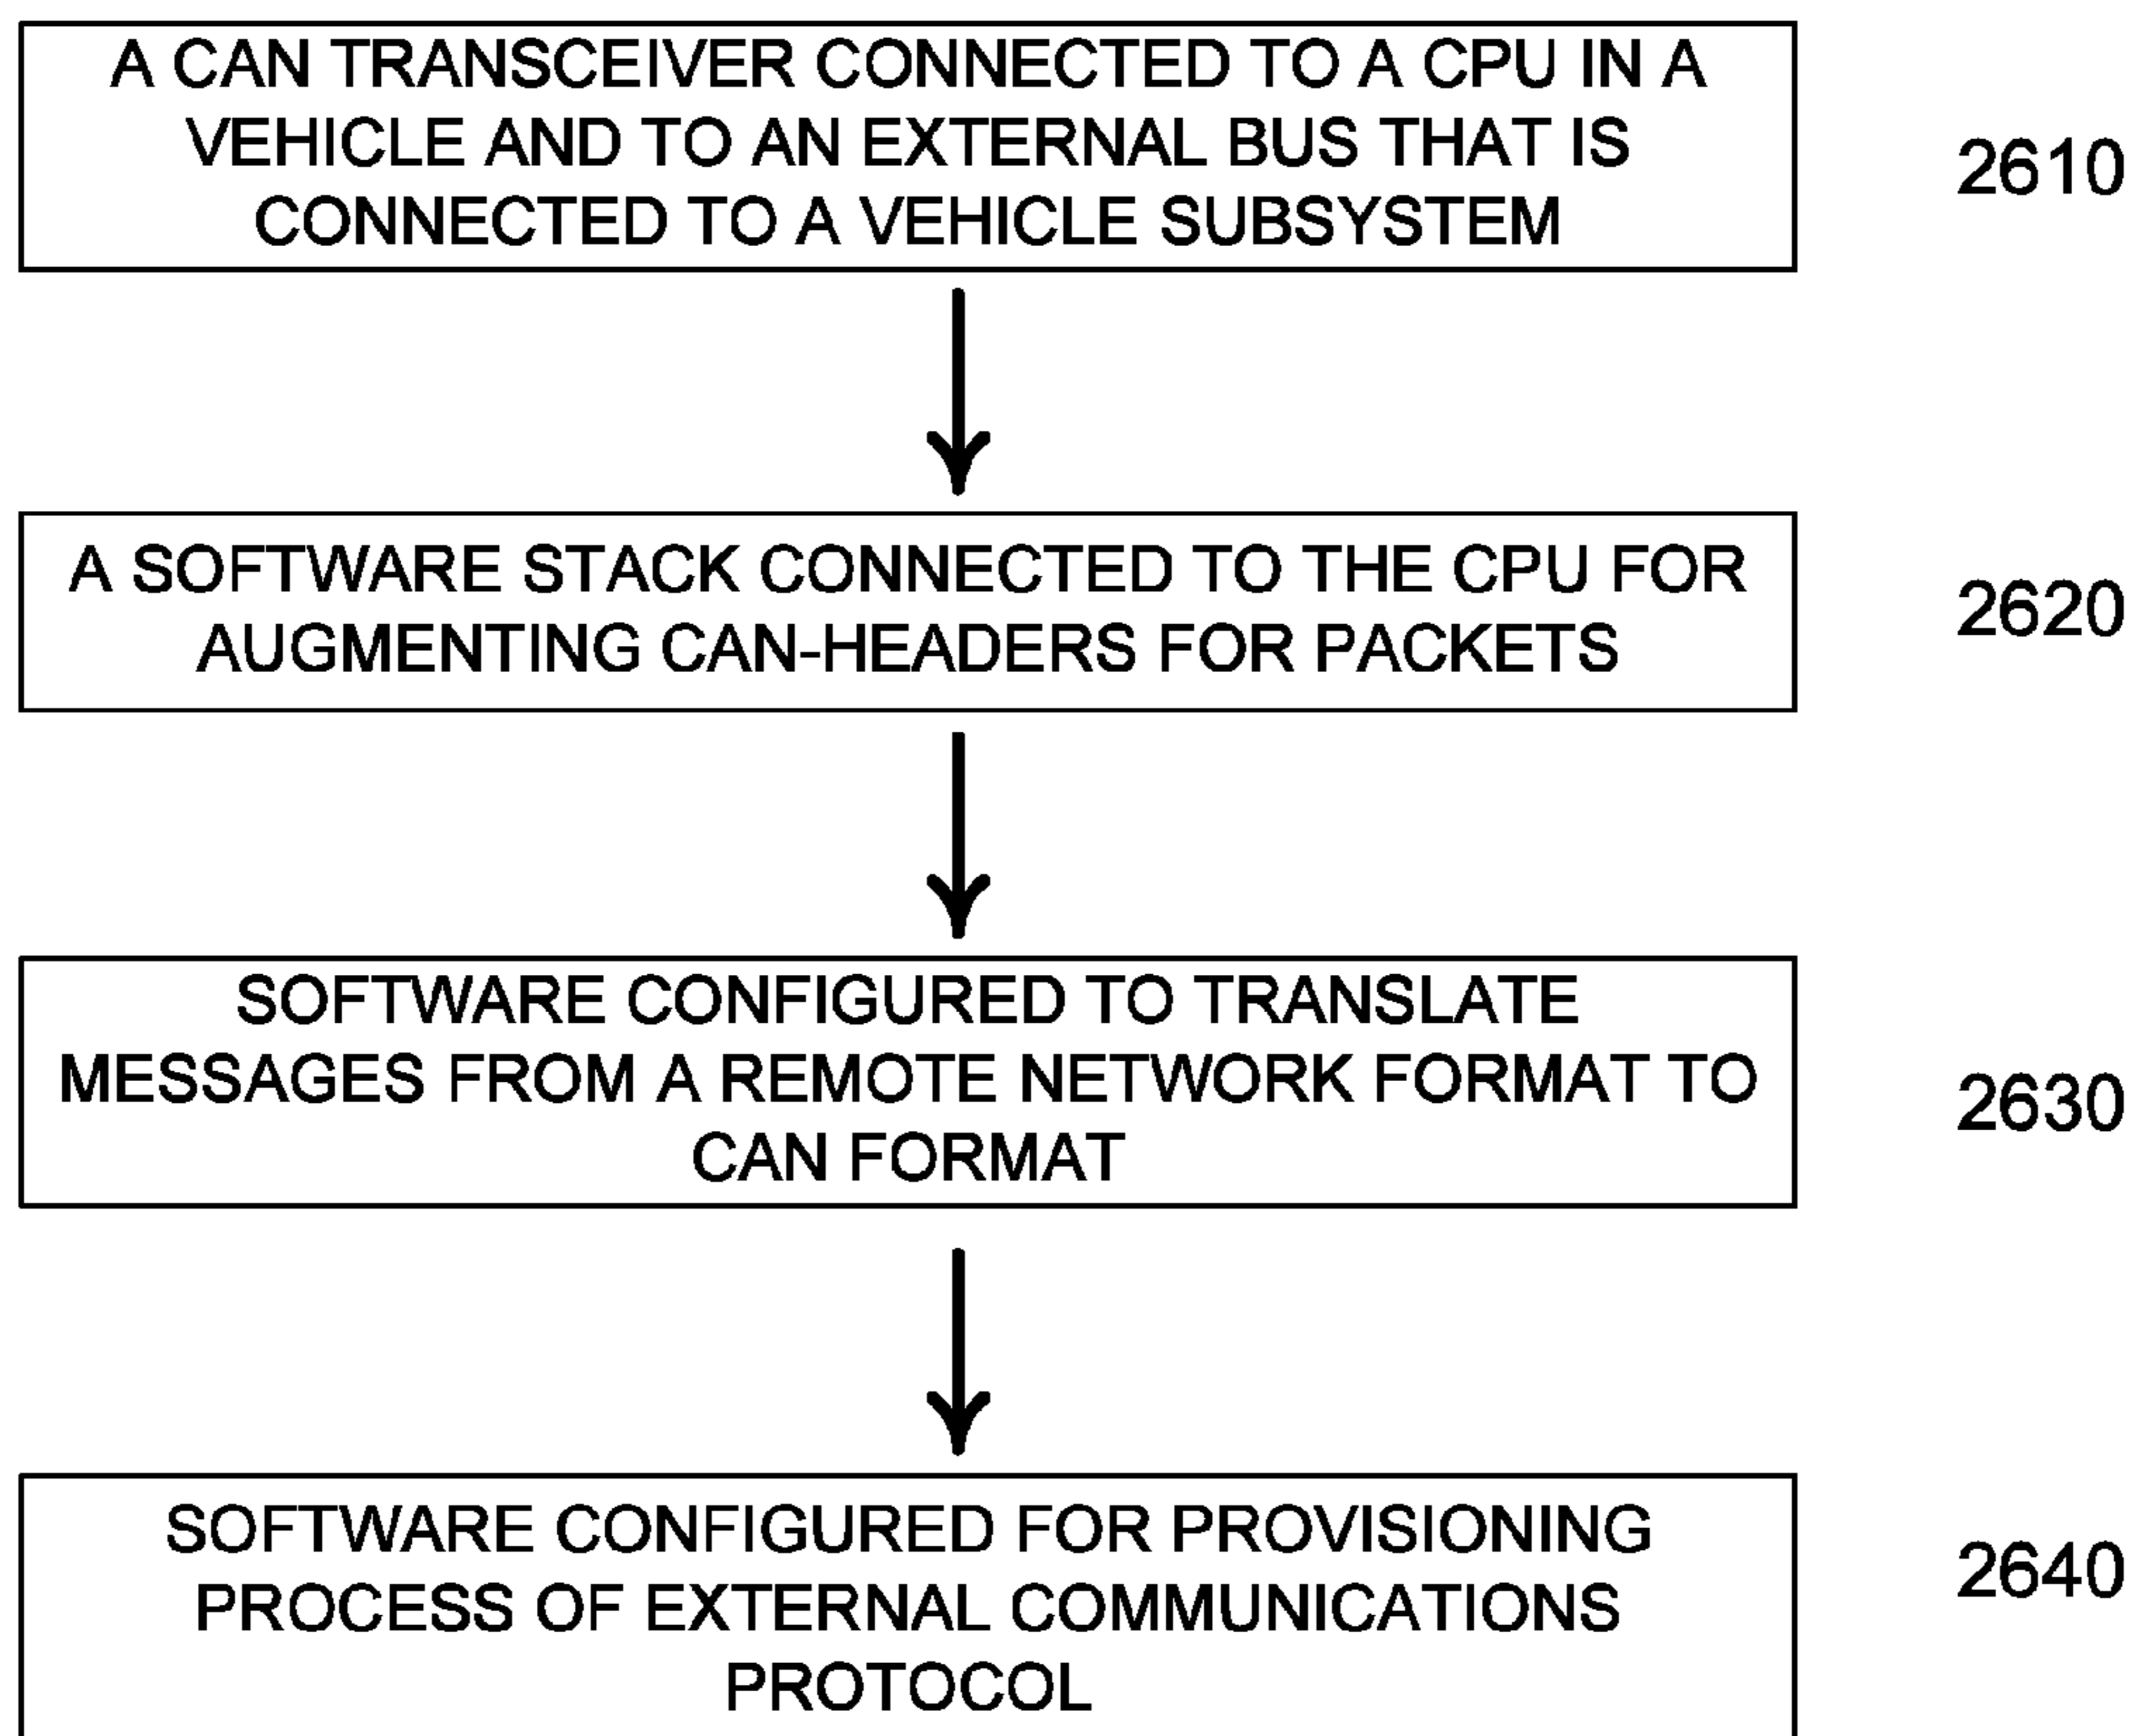 A CAN TRANSCEIVER CONNECTED TO A CPU IN A
VEHICLE AND TO AN EXTERNAL BUS THAT IS
CONNECTED TO A VEHICLE SUBSYSTEM
2610
A SOFTWARE STACK CONNECTED TO THE CPU FOR
AUGMENTING CAN-HEADERS FOR PACKETS
2620
SOFTWARE CONFIGURED TO TRANSLATE
MESSAGES FROM A REMOTE NETWORK FORMAT TO
CAN FORMAT
2630
SOFTWARE CONFIGURED FOR PROVISIONING
PROCESS OF EXTERNAL COMMUNICATIONS
PROTOCOL
2640